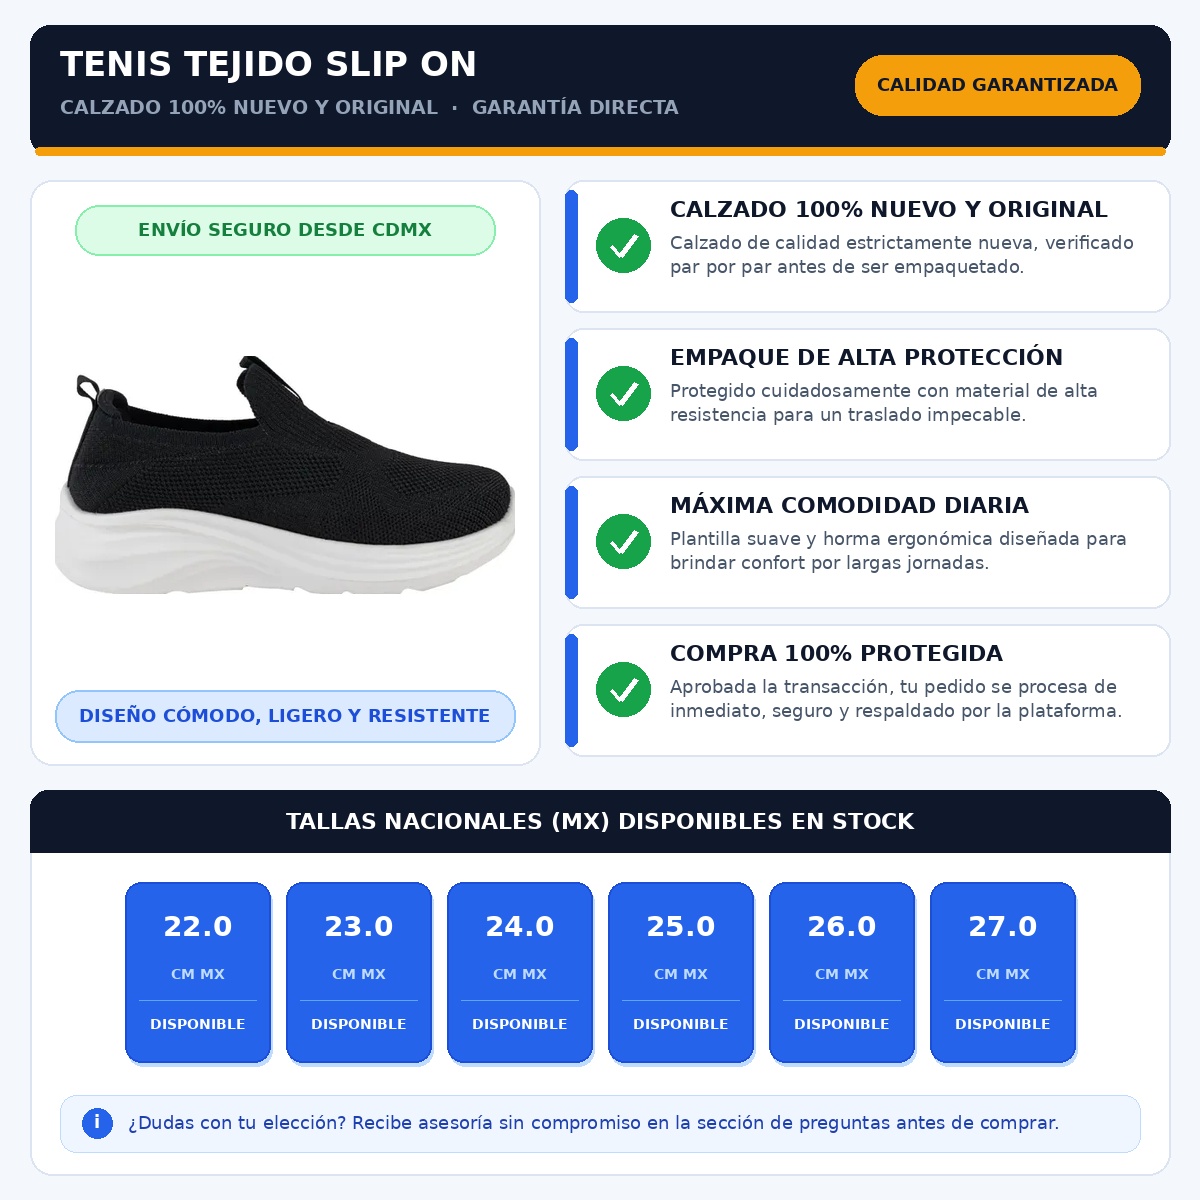 TENIS TEJIDO SLIP ON
CALZADO 100% NUEVO Y ORIGINAL · GARANTÍA DIRECTA
CALIDAD GARANTIZADA
ENVÍO SEGURO DESDE CDMX
DISEÑO CÓMODO, LIGERO Y RESISTENTE
CALZADO 100% NUEVO Y ORIGINAL
Calzado de calidad estrictamente nueva, verificado
par por par antes de ser empaquetado.
EMPAQUE DE ALTA PROTECCIÓN
Protegido cuidadosamente con material de alta
resistencia para un traslado impecable.
MÁXIMA COMODIDAD DIARIA
Plantilla suave y horma ergonómica diseñada para
brindar confort por largas jornadas.
COMPRA 100% PROTEGIDA
Aprobada la transacción, tu pedido se procesa de
inmediato, seguro y respaldado por la plataforma.
TALLAS NACIONALES (MX) DISPONIBLES EN STOCK
22.0
CM MX
DISPONIBLE
23.0
CM MX
DISPONIBLE
24.0
CM MX
DISPONIBLE
25.0
CM MX
DISPONIBLE
26.0
CM MX
DISPONIBLE
27.0
CM MX
DISPONIBLE
i
¿Dudas con tu elección? Recibe asesoría sin compromiso en la sección de preguntas antes de comprar.